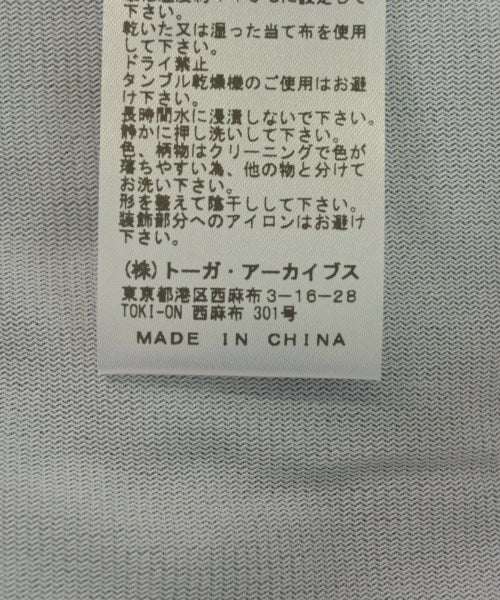 下さい。
乾いた又は湿った当て布を使用
して下さい。
ドライ禁止
タンブル乾燥機のご使用はお避
け下さい。
長時間水に浸漬しないで下さい。
静かに押し洗いして下さい。
色、柄物はクリーニングで色が
落ちやすい為、他の物と分けて
お洗い下さい。
形を整えて陰干しして下さい。
装飾部分へのアイロンはお避け
下さい。
(株)トーガ・アーカイブス
東京都港区西麻布3-16-28
TOKI-ON 西麻布 301号
MADE IN CHINA